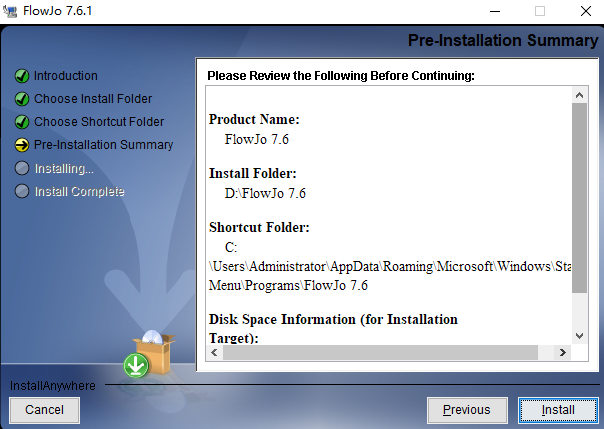 FlowJo 7.6.1
Pre-Installation Summary
Introduction
Choose Install Folder
Choose Shortcut Folder
Pre-Installation Summary
Installing...
Install Complete
Please Review the Following Before Continuing:
Product Name:
FlowJo 7.6
Install Folder:
D:\FlowJo 7.6
Shortcut Folder:
C:
\Users\Administrator\AppData\Roaming\Microsoft\Windows\Sta
Menu\Programs\FlowJo 7.6
Disk Space Information (for Installation
Target):
InstallAnywhere
Cancel
Previous
Install